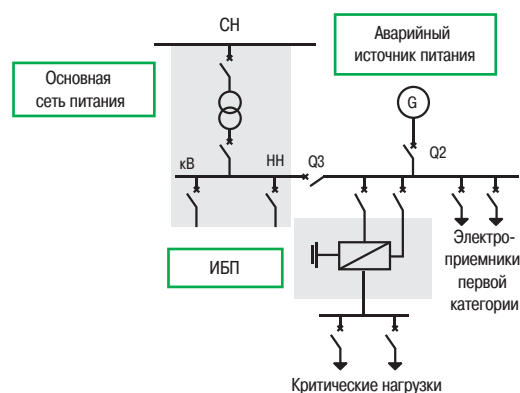 СН
Аварийный
источник питания
Основная
сеть питания
G
Q2
кВ
НН
Q3
ИБП
Электро-
приемники
первой
категории
Критические нагрузки